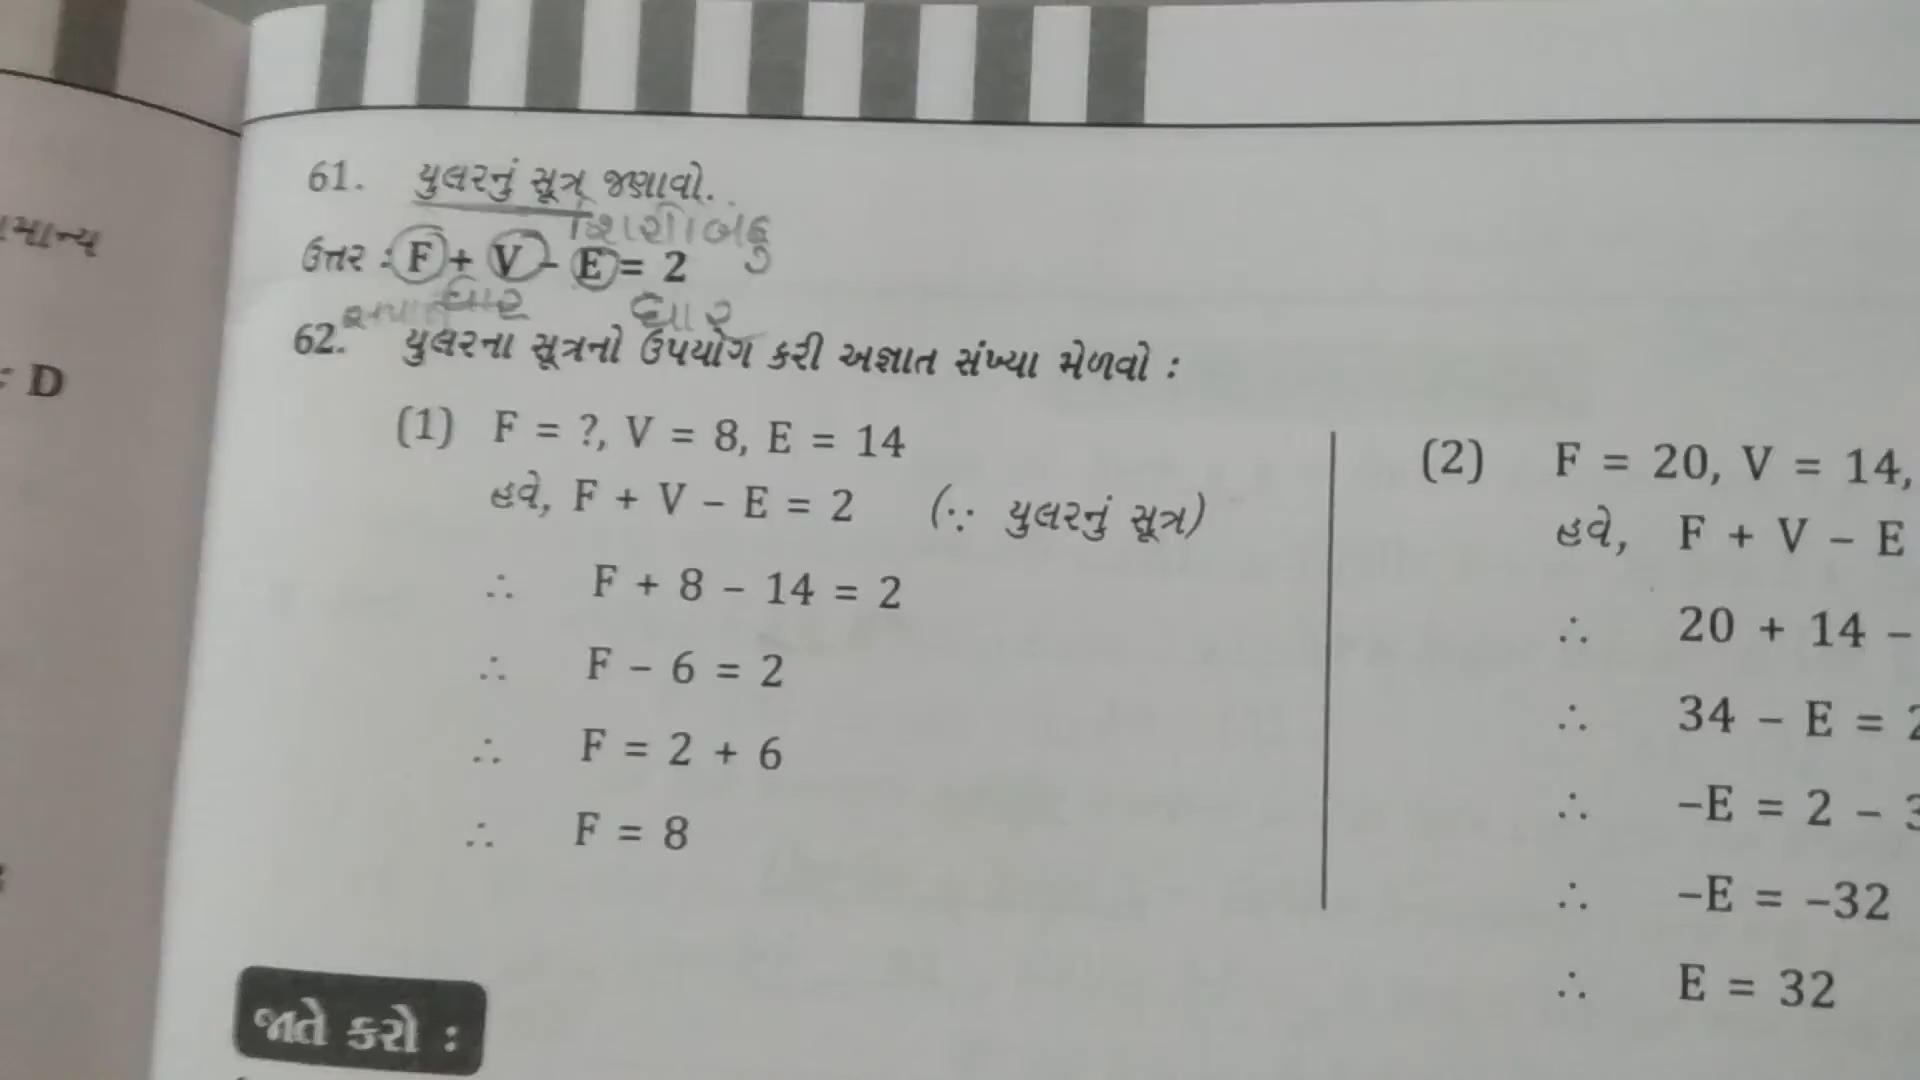 61. યુલરનું સૂત્ર જણાવો.
શિરોબિંદુ
ઉત્તર : F + V - E = 2
ધાર ધાર
62. યુલરના સૂત્રનો ઉપયોગ કરી અજ્ઞાત સંખ્યા મેળવો :
(1) F = ?, V = 8, E = 14
હવે, F + V – E = 2 (∵ યુલરનું સૂત્ર)
∴ F + 8 – 14 = 2
∴ F – 6 = 2
∴ F = 2 + 6
∴ F = 8
(2) F = 20, V = 14,
હવે, F + V – E
∴ 20 + 14 –
∴ 34 – E = 2
∴ –E = 2 – 3
∴ –E = –32
∴ E = 32
જાતે કરો :
: D